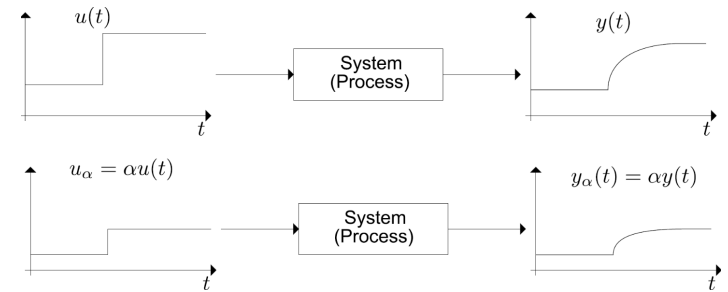 u(t)
y(t)
System
(Process)
t
t
u_α = αu(t)
y_α(t) = αy(t)
System
(Process)
t
t